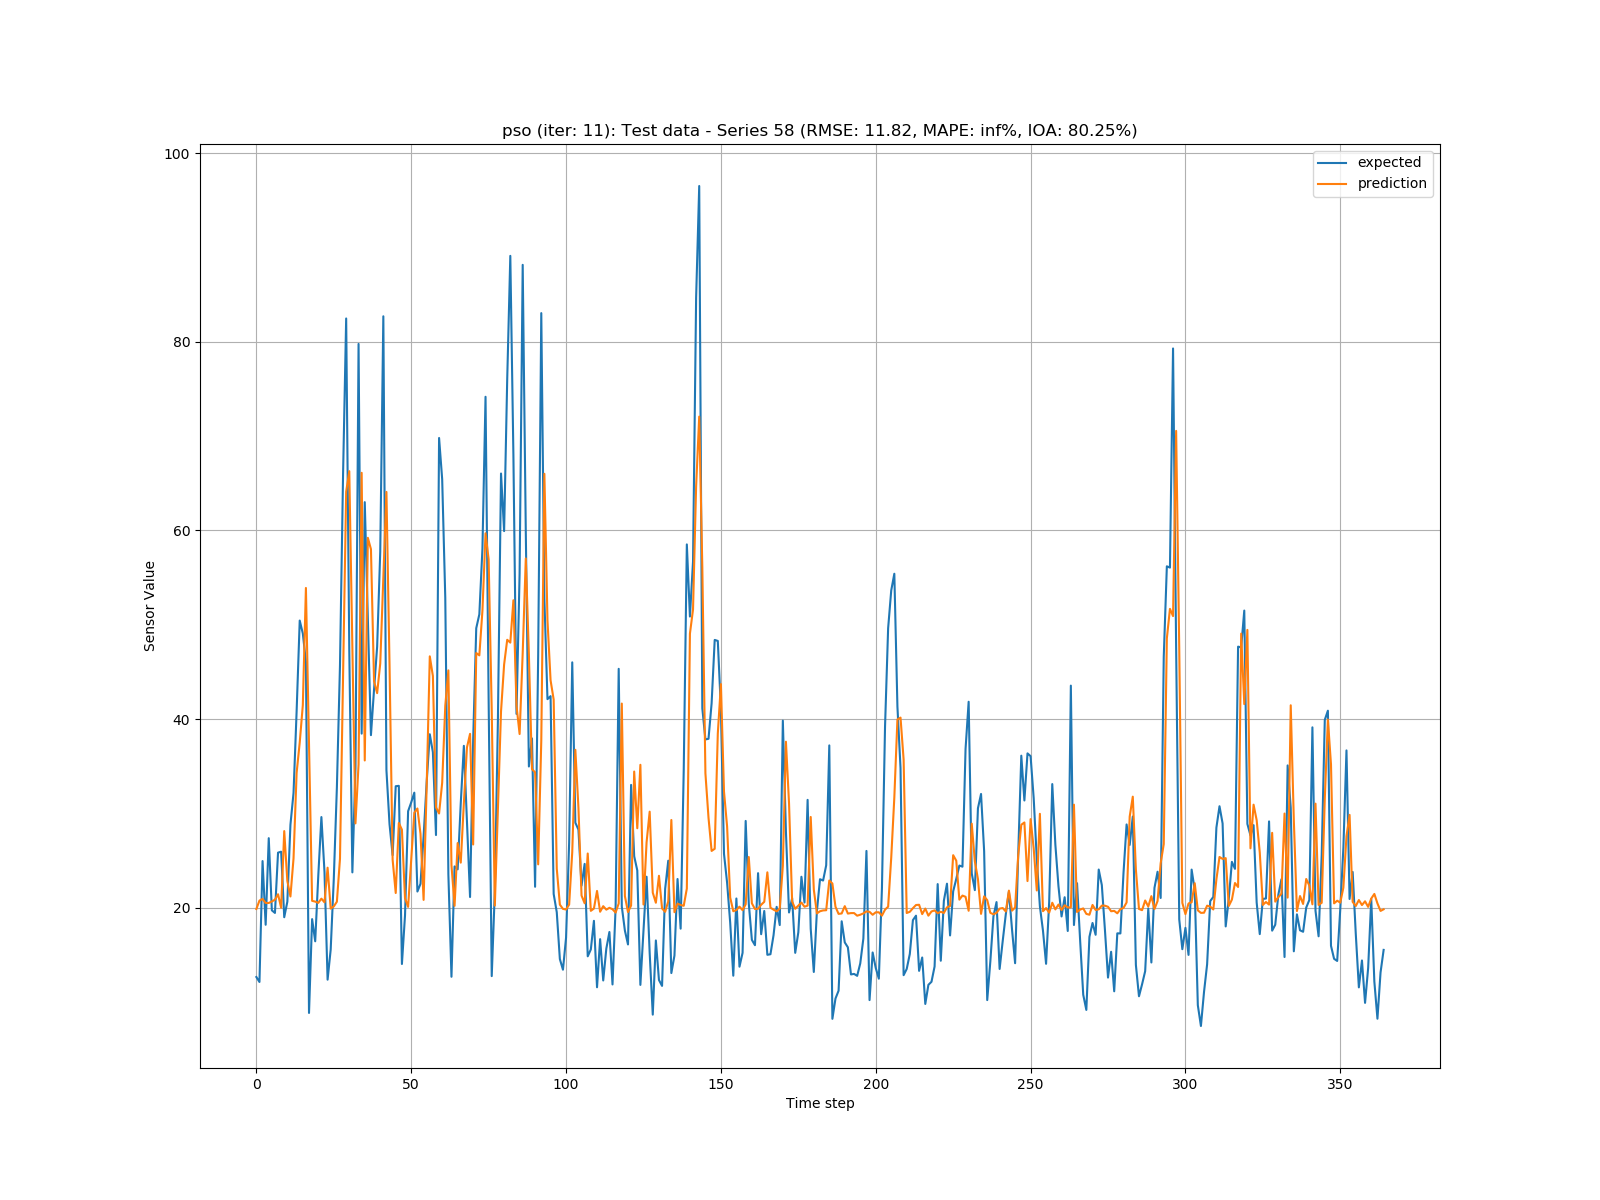 pso (iter: 11): Test data - Series 58 (RMSE: 11.82, MAPE: inf%, IOA: 80.25%)
expected
prediction
100
80
60
40
20
Sensor Value
0 50 100 150 200 250 300 350
Time step